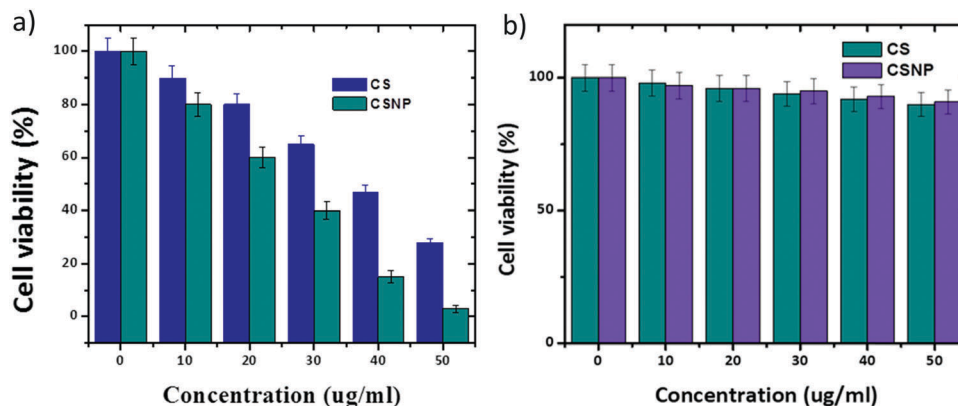 a)
Cell viability (%)
100
80
60
40
20
0
CS
CSNP
0 10 20 30 40 50
Concentration (ug/ml)
b)
Cell viability (%)
100
50
0
CS
CSNP
0 10 20 30 40 50
Concentration (ug/ml)